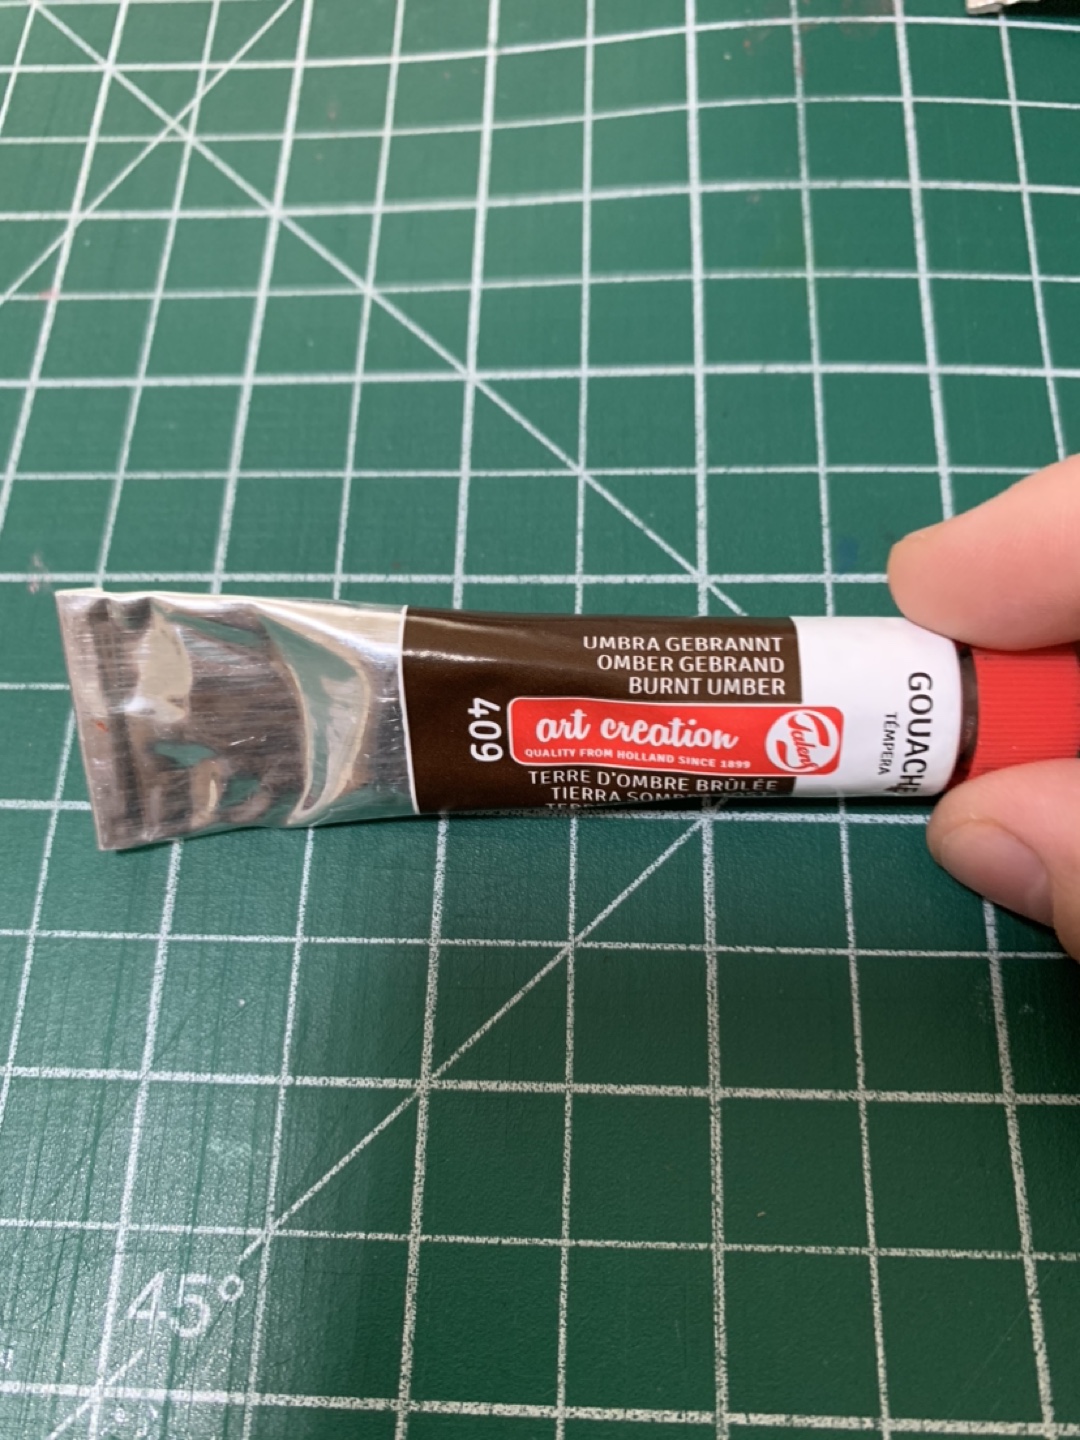 UMBRA GEBRANNT
OMBER GEBRAND
BURNT UMBER
409
art creation
QUALITY FROM HOLLAND SINCE 1899
Talens
TERRE D'OMBRE BRÛLÉE
TIERRA
GOUACHE
TÉMPERA
45°